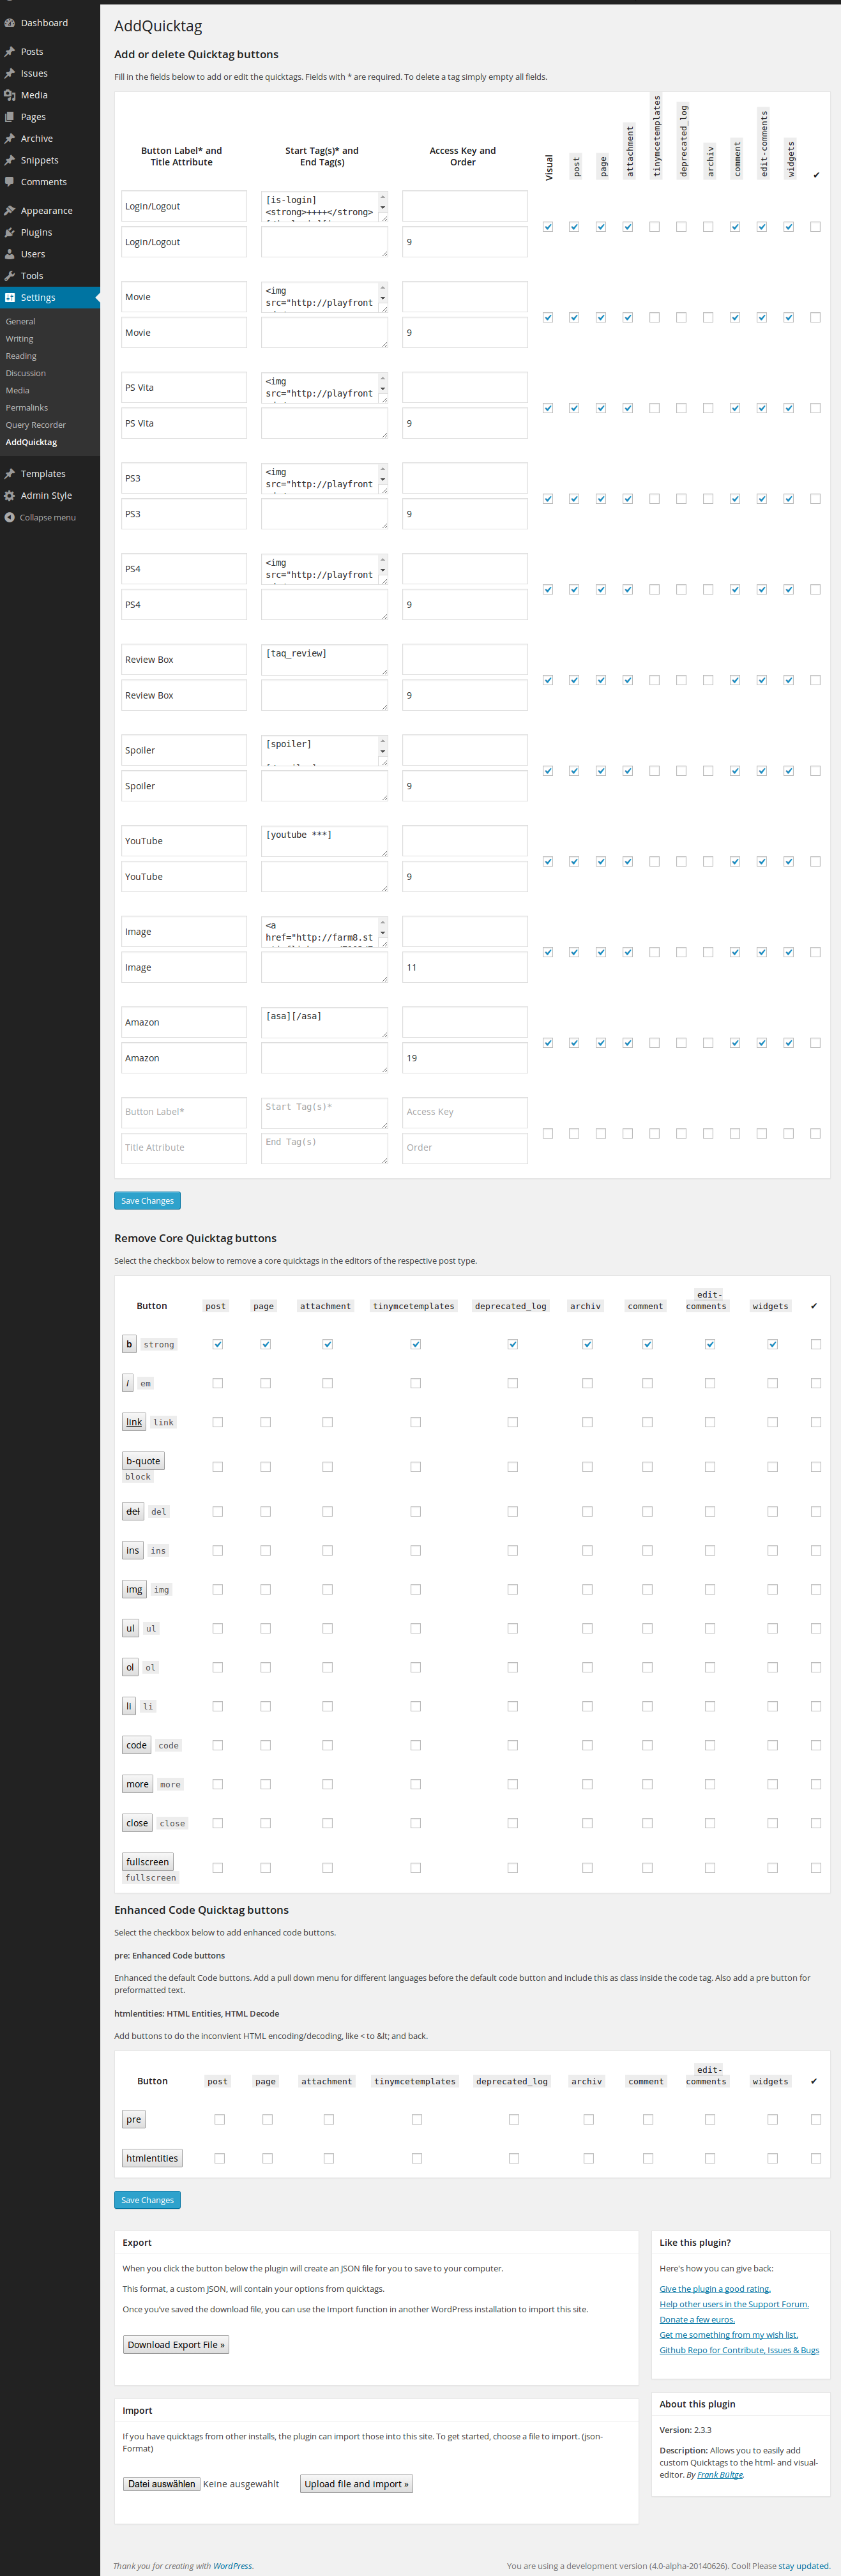 Dashboard
Posts
Issues
Media
Pages
Archive
Snippets
Comments
Appearance
Plugins
Users
Tools
Settings
General
Writing
Reading
Discussion
Media
Permalinks
Query Recorder
AddQuicktag
Templates
Admin Style
Collapse menu
AddQuicktag
Add or delete Quicktag buttons
Fill in the fields below to add or edit the quicktags. Fields with * are required. To delete a tag simply empty all fields.
Button Label* and
Title Attribute
Start Tag(s)* and
End Tag(s)
Access Key and
Order
Visual
post
page
attachment
tinymcetemplates
deprecated_log
archiv
comment
edit-comments
widgets
✔
Login/Logout
[is-login]
<strong>++++</strong>
Login/Logout
9
Movie
<img
src="http://playfront
Movie
9
PS Vita
<img
src="http://playfront
PS Vita
9
PS3
<img
src="http://playfront
PS3
9
PS4
<img
src="http://playfront
PS4
9
Review Box
[taq_review]
Review Box
9
Spoiler
[spoiler]
Spoiler
9
YouTube
[youtube ***]
YouTube
9
Image
<a
href="http://farm8.st
Image
11
Amazon
[asa][/asa]
Amazon
19
Button Label*
Start Tag(s)*
Access Key
Title Attribute
End Tag(s)
Order
Save Changes
Remove Core Quicktag buttons
Select the checkbox below to remove a core quicktags in the editors of the respective post type.
Button post page attachment tinymcetemplates deprecated_log archiv comment edit-comments widgets ✔
b strong
i em
link link
b-quote
block
del del
ins ins
img img
ul ul
ol ol
li li
code code
more more
close close
fullscreen
fullscreen
Enhanced Code Quicktag buttons
Select the checkbox below to add enhanced code buttons.
pre: Enhanced Code buttons
Enhanced the default Code buttons. Add a pull down menu for different languages before the default code button and include this as class inside the code tag. Also add a pre button for
preformatted text.
htmlentities: HTML Entities, HTML Decode
Add buttons to do the inconvient HTML encoding/decoding, like < to &lt; and back.
Button post page attachment tinymcetemplates deprecated_log archiv comment edit-comments widgets ✔
pre
htmlentities
Save Changes
Export
When you click the button below the plugin will create an JSON file for you to save to your computer.
This format, a custom JSON, will contain your options from quicktags.
Once you've saved the download file, you can use the Import function in another WordPress installation to import this site.
Download Export File »
Import
If you have quicktags from other installs, the plugin can import those into this site. To get started, choose a file to import. (json-
Format)
Datei auswählen Keine ausgewählt Upload file and import »
Like this plugin?
Here's how you can give back:
Give the plugin a good rating.
Help other users in the Support Forum.
Donate a few euros.
Get me something from my wish list.
Github Repo for Contribute, Issues & Bugs
About this plugin
Version: 2.3.3
Description: Allows you to easily add
custom Quicktags to the html- and visual-
editor. By Frank Bültge.
Thank you for creating with WordPress.
You are using a development version (4.0-alpha-20140626). Cool! Please stay updated.